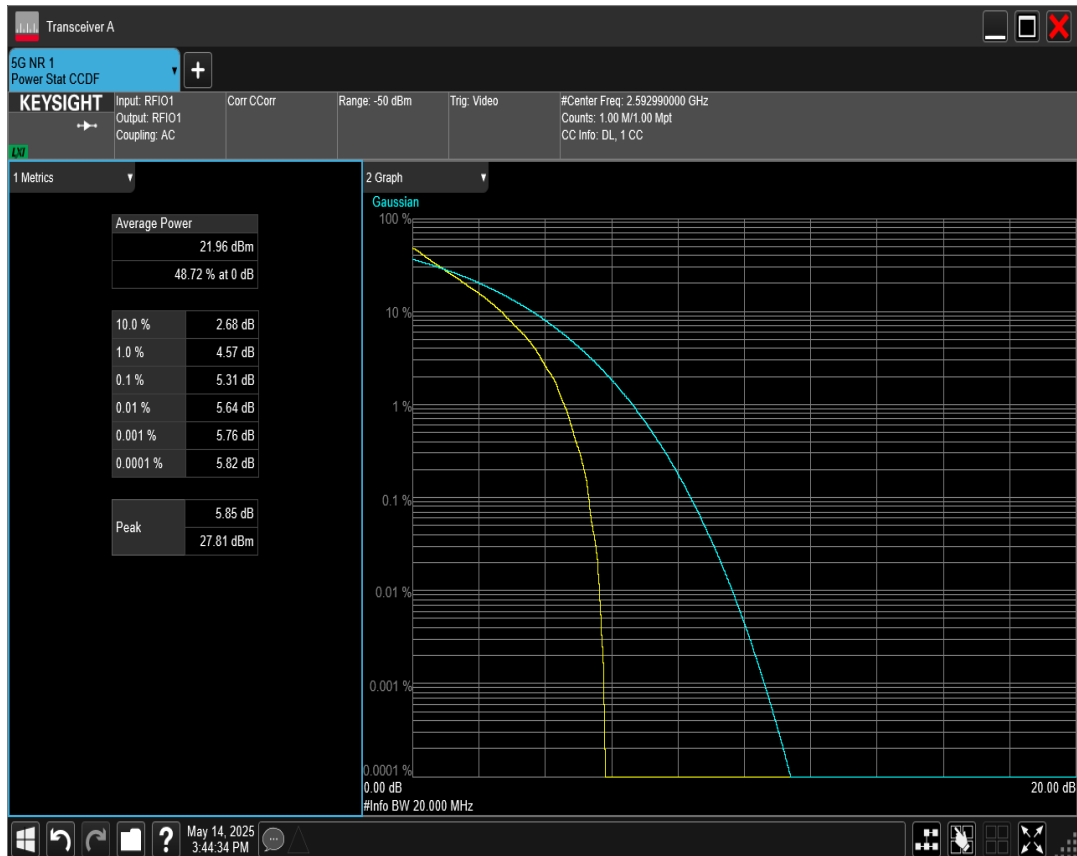 Transceiver A
5G NR 1
Power Stat CCDF
+
KEYSIGHT
LXI
Input: RFIO1
Output: RFIO1
Coupling: AC
Corr CCorr
Range: -50 dBm
Trig: Video
#Center Freq: 2.592990000 GHz
Counts: 1.00 M/1.00 Mpt
CC Info: DL, 1 CC
1 Metrics
Average Power
21.96 dBm
48.72 % at 0 dB
10.0 % 2.68 dB
1.0 % 4.57 dB
0.1 % 5.31 dB
0.01 % 5.64 dB
0.001 % 5.76 dB
0.0001 % 5.82 dB
Peak
5.85 dB
27.81 dBm
2 Graph
Gaussian
100 %
10 %
1 %
0.1 %
0.01 %
0.001 %
0.0001 %
0.00 dB 20.00 dB
#Info BW 20.000 MHz
?
May 14, 2025
3:44:34 PM